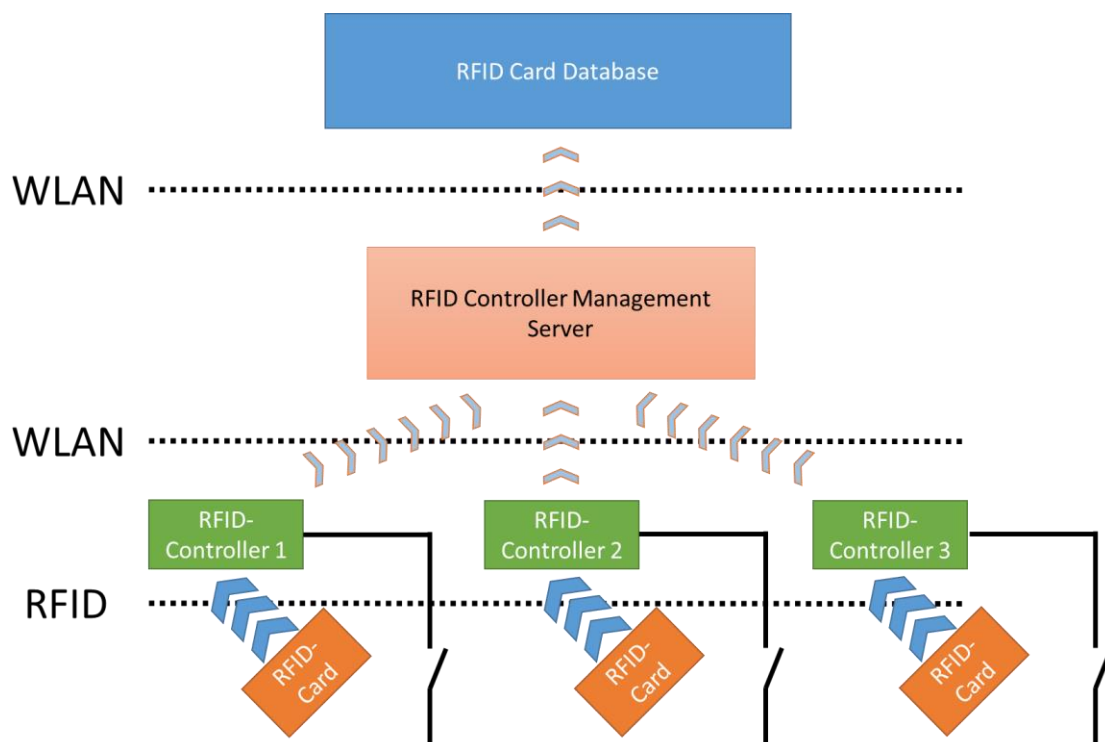 RFID Card Database
WLAN
RFID Controller Management
Server
WLAN
RFID-
Controller 1
RFID-
Controller 2
RFID-
Controller 3
RFID
RFID-
Card
RFID-
Card
RFID-
Card